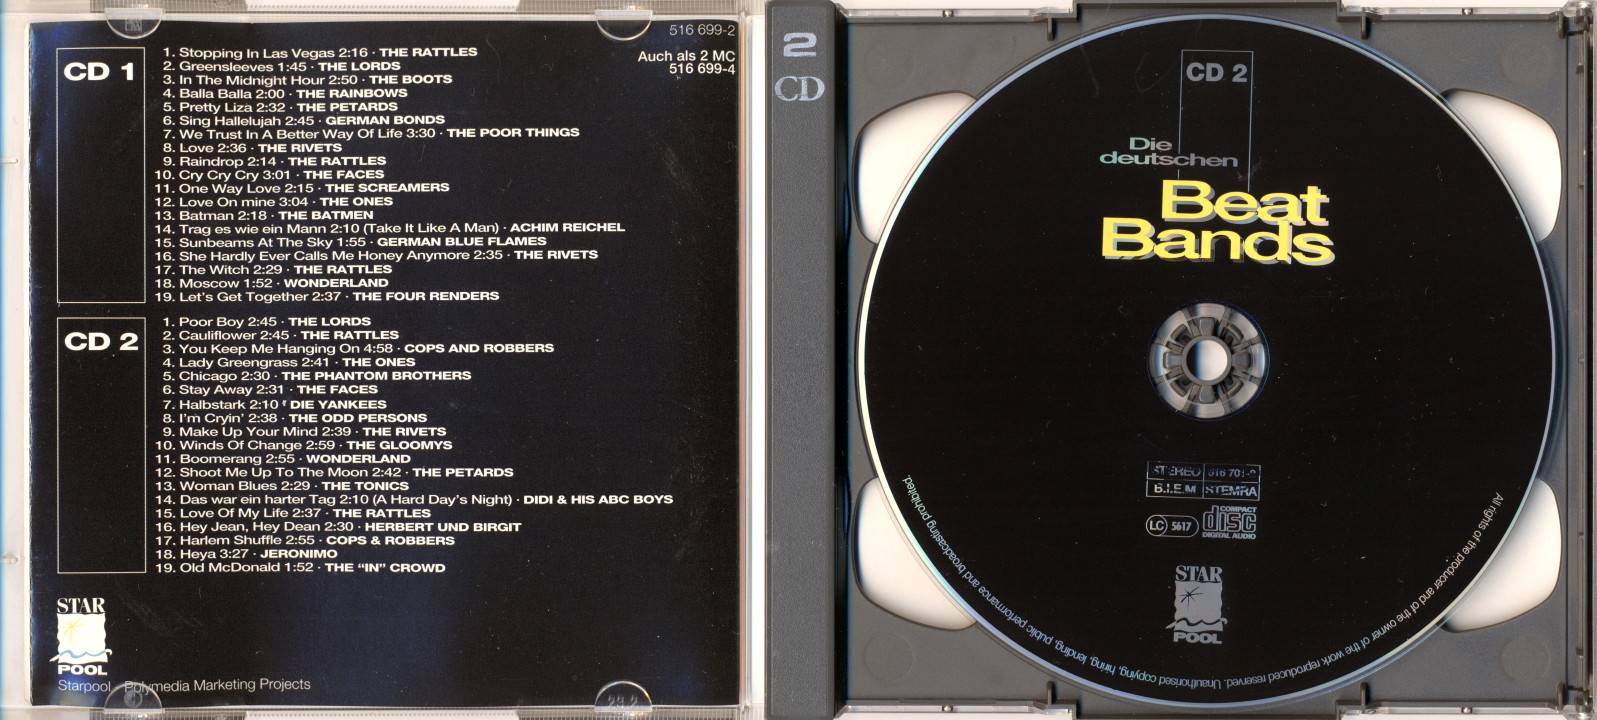 516 699-2
Auch als 2 MC
516 699-4
CD 1
1. Stopping In Las Vegas 2:16 · THE RATTLES
2. Greensleeves 1:45 · THE LORDS
3. In The Midnight Hour 2:50 · THE BOOTS
4. Balla Balla 2:00 · THE RAINBOWS
5. Pretty Liza 2:32 · THE PETARDS
6. Sing Hallelujah 2:45 · GERMAN BONDS
7. We Trust In A Better Way Of Life 3:30 · THE POOR THINGS
8. Love 2:36 · THE RIVETS
9. Raindrop 2:14 · THE RATTLES
10. Cry Cry Cry 3:01 · THE FACES
11. One Way Love 2:15 · THE SCREAMERS
12. Love On mine 3:04 · THE ONES
13. Batman 2:18 · THE BATMEN
14. Trag es wie ein Mann 2:10 (Take It Like A Man) · ACHIM REICHEL
15. Sunbeams At The Sky 1:55 · GERMAN BLUE FLAMES
16. She Hardly Ever Calls Me Honey Anymore 2:35 · THE RIVETS
17. The Witch 2:29 · THE RATTLES
18. Moscow 1:52 · WONDERLAND
19. Let's Get Together 2:37 · THE FOUR RENDERS
CD 2
1. Poor Boy 2:45 · THE LORDS
2. Cauliflower 2:45 · THE RATTLES
3. You Keep Me Hanging On 4:58 · COPS AND ROBBERS
4. Lady Greengrass 2:41 · THE ONES
5. Chicago 2:30 · THE PHANTOM BROTHERS
6. Stay Away 2:31 · THE FACES
7. Halbstark 2:10 · DIE YANKEES
8. I'm Cryin' 2:38 · THE ODD PERSONS
9. Make Up Your Mind 2:39 · THE RIVETS
10. Winds Of Change 2:59 · THE GLOOMYS
11. Boomerang 2:55 · WONDERLAND
12. Shoot Me Up To The Moon 2:42 · THE PETARDS
13. Woman Blues 2:29 · THE TONICS
14. Das war ein harter Tag 2:10 (A Hard Day's Night) · DIDI & HIS ABC BOYS
15. Love Of My Life 2:37 · THE RATTLES
16. Hey Jean, Hey Dean 2:30 · HERBERT UND BIRGIT
17. Harlem Shuffle 2:55 · COPS & ROBBERS
18. Heya 3:27 · JERONIMO
19. Old McDonald 1:52 · THE “IN” CROWD
STAR
POOL
Starpool · Polymedia Marketing Projects
2
CD
CD 2
Die
deutschen
Beat
Bands
STEREO 516 701-2
B.I.E.M STEMRA
LC 5617
COMPACT
disc
DIGITAL AUDIO
STAR
POOL
All rights of the producer and of the owner of the work reproduced reserved. Unauthorised copying, hiring, lending, public performance and broadcasting prohibited.